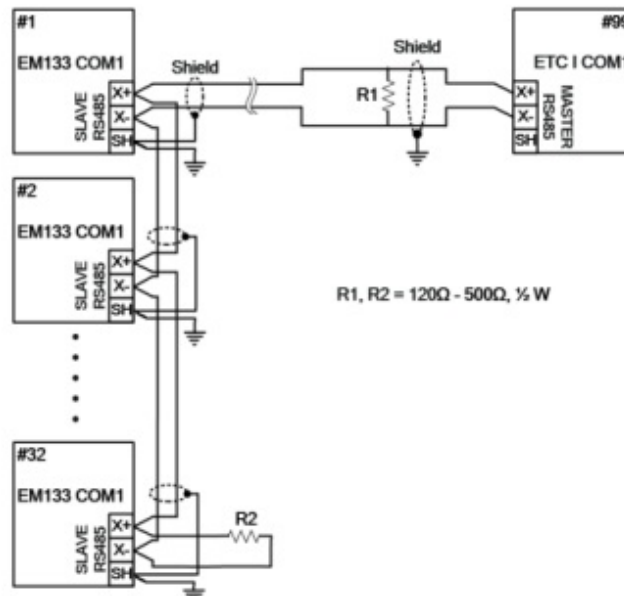 #1
EM133 COM1
SLAVE
RS485
X+
X-
SH
Shield
R1
Shield
#99
ETC I COM1
X+
X-
SH
MASTER
RS485
#2
EM133 COM1
SLAVE
RS485
X+
X-
SH
R1, R2 = 120Ω - 500Ω, ½ W
#32
EM133 COM1
SLAVE
RS485
X+
X-
SH
R2